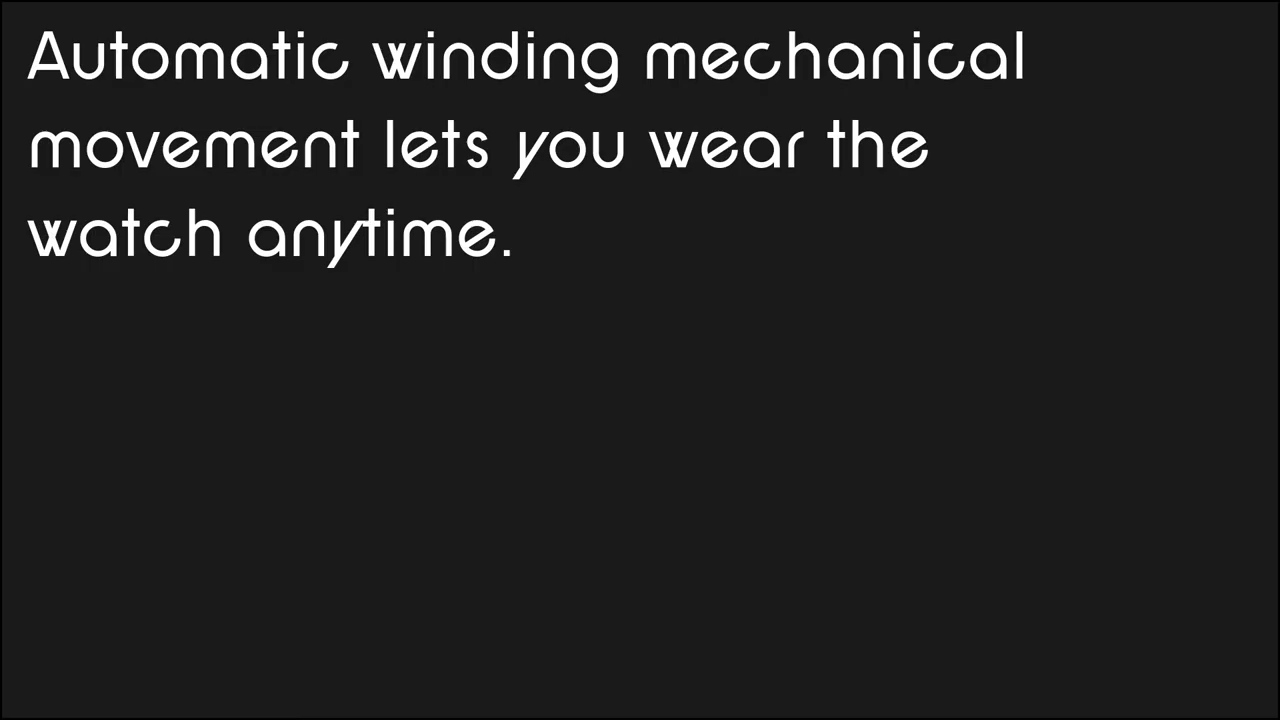 Automatic winding mechanical
movement lets you wear the
watch anytime.